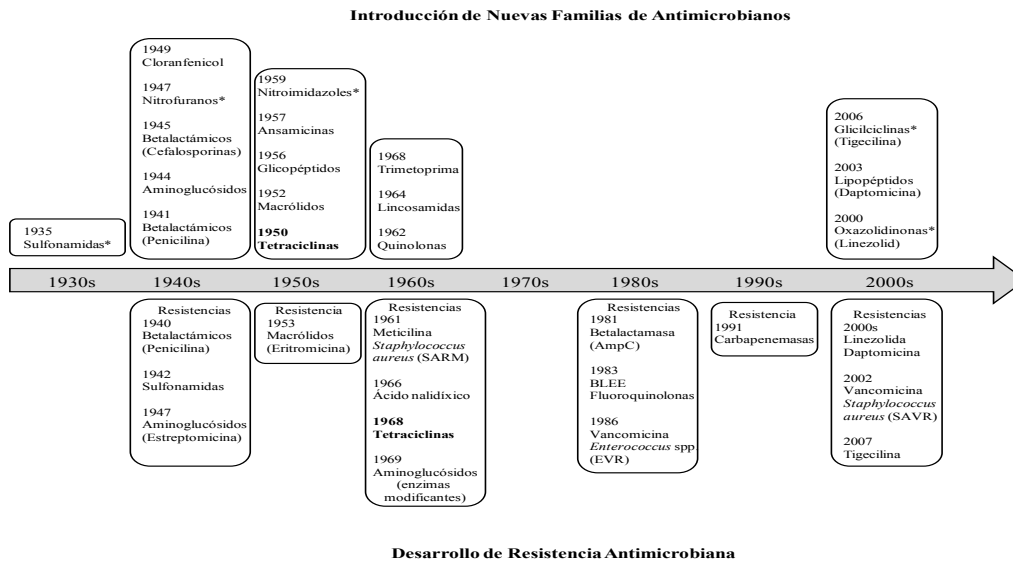 Introducción de Nuevas Familias de Antimicrobianos
1935
Sulfonamidas*
1949
Cloranfenicol
1947
Nitrofuranos*
1945
Betalactámicos
(Cefalosporinas)
1944
Aminoglucósidos
1941
Betalactámicos
(Penicilina)
1959
Nitroimidazoles*
1957
Ansamicinas
1956
Glicopéptidos
1952
Macrólidos
1950
Tetraciclinas
1968
Trimetoprima
1964
Lincosamidas
1962
Quinolonas
2006
Glicilciclinas*
(Tigecilina)
2003
Lipopéptidos
(Daptomicina)
2000
Oxazolidinonas*
(Linezolid)
1930s 1940s 1950s 1960s 1970s 1980s 1990s 2000s
Resistencias
1940
Betalactámicos
(Penicilina)
1942
Sulfonamidas
1947
Aminoglucósidos
(Estreptomicina)
Resistencia
1953
Macrólidos
(Eritromicina)
Resistencias
1961
Meticilina
Staphylococcus
aureus (SARM)
1966
Ácido nalidíxico
1968
Tetraciclinas
1969
Aminoglucósidos
(enzimas
modificantes)
Resistencias
1981
Betalactamasa
(AmpC)
1983
BLEE
Fluoroquinolonas
1986
Vancomicina
Enterococcus spp
(EVR)
Resistencia
1991
Carbapenemasas
Resistencias
2000s
Linezolida
Daptomicina
2002
Vancomicina
Staphylococcus
aureus (SAVR)
2007
Tigecilina
Desarrollo de Resistencia Antimicrobiana